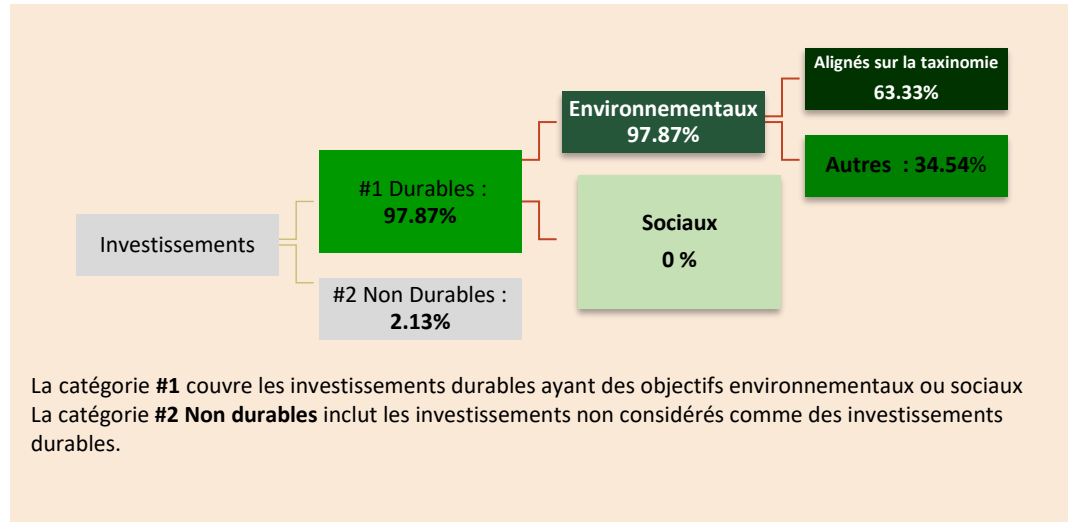 Alignés sur la taxinomie
63.33%
Environnementaux
97.87%
Autres : 34.54%
#1 Durables :
97.87%
Sociaux
0 %
Investissements
#2 Non Durables :
2.13%
La catégorie #1 couvre les investissements durables ayant des objectifs environnementaux ou sociaux
La catégorie #2 Non durables inclut les investissements non considérés comme des investissements
durables.